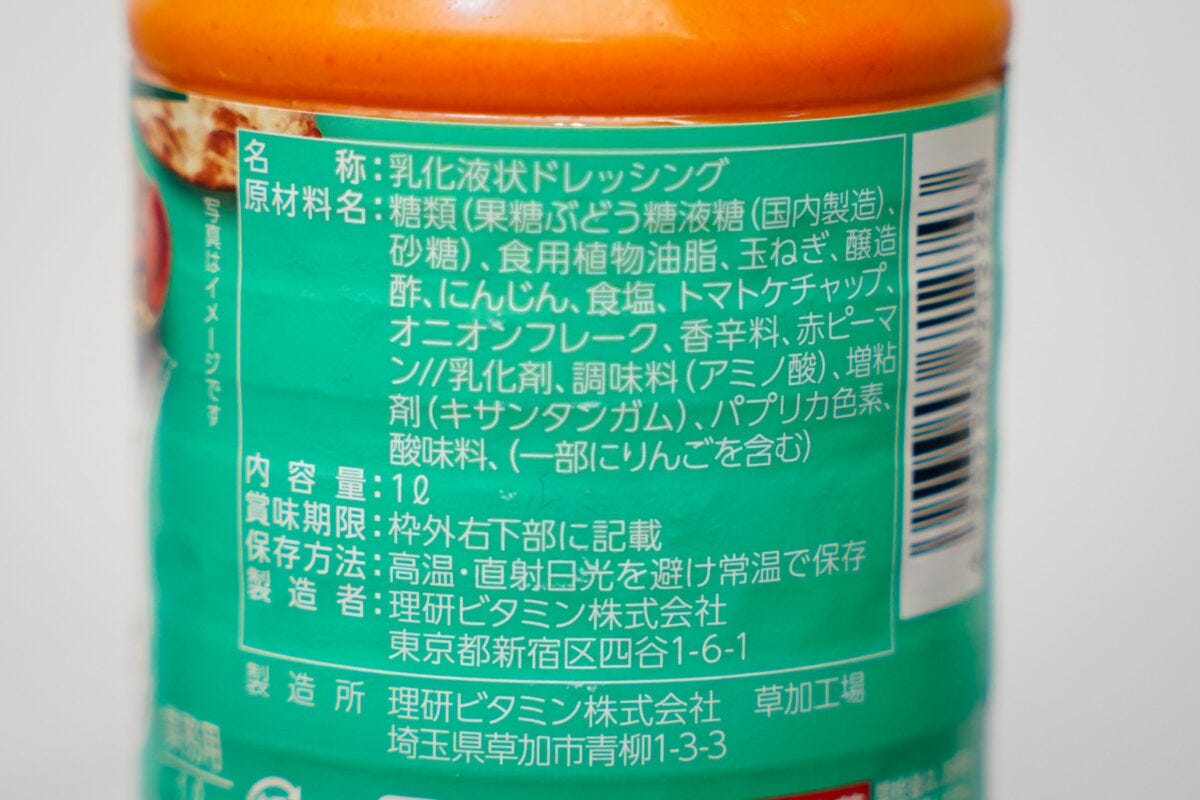 名称：乳化液状ドレッシング
原材料名：糖類（果糖ぶどう糖液糖（国内製造）、
砂糖）、食用植物油脂、玉ねぎ、醸造
酢、にんじん、食塩、トマトケチャップ、
オニオンフレーク、香辛料、赤ピーマ
ン//乳化剤、調味料（アミノ酸）、増粘
剤（キサンタンガム）、パプリカ色素、
酸味料、（一部にりんごを含む）
内容量：1ℓ
賞味期限：枠外右下部に記載
保存方法：高温・直射日光を避け常温で保存
製造者：理研ビタミン株式会社
東京都新宿区四谷1-6-1
製造所 理研ビタミン株式会社 草加工場
埼玉県草加市青柳1-3-3
写真はイメージです
業務用